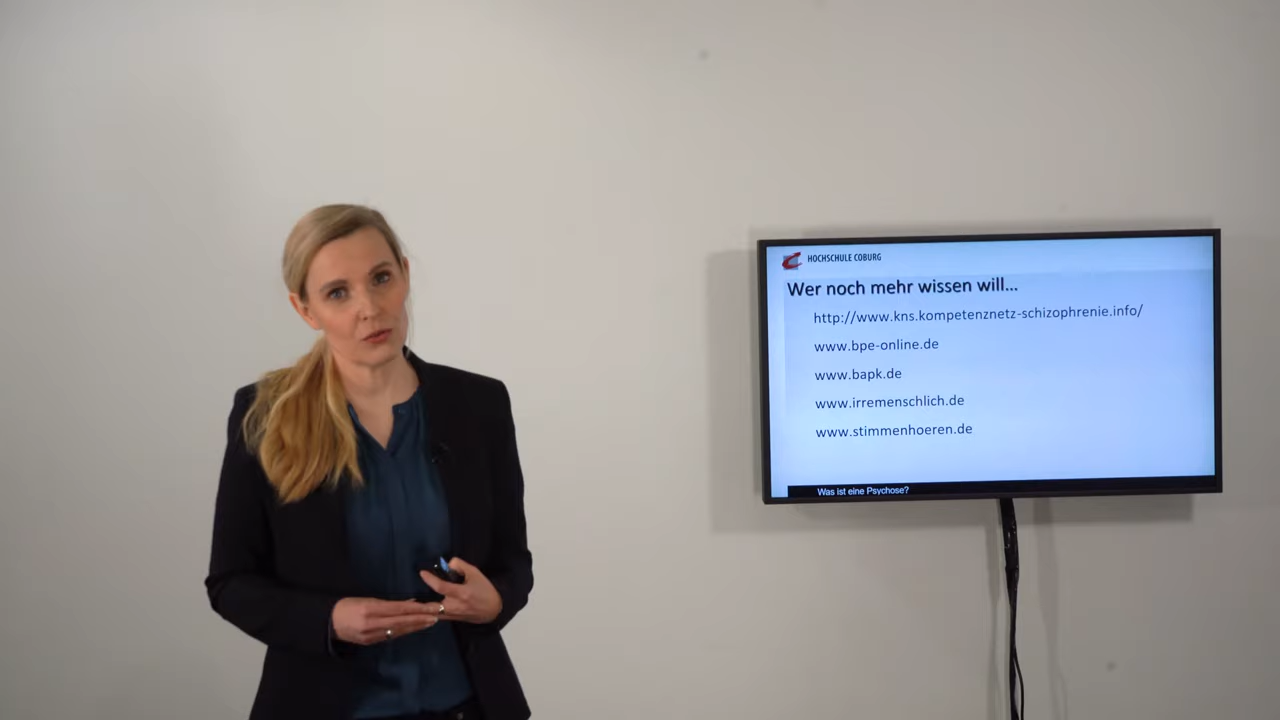 HOCHSCHULE COBURG
Wer noch mehr wissen will...
http://www.kns.kompetenznetz-schizophrenie.info/
www.bpe-online.de
www.bapk.de
www.irremenschlich.de
www.stimmenhoeren.de
Was ist eine Psychose?